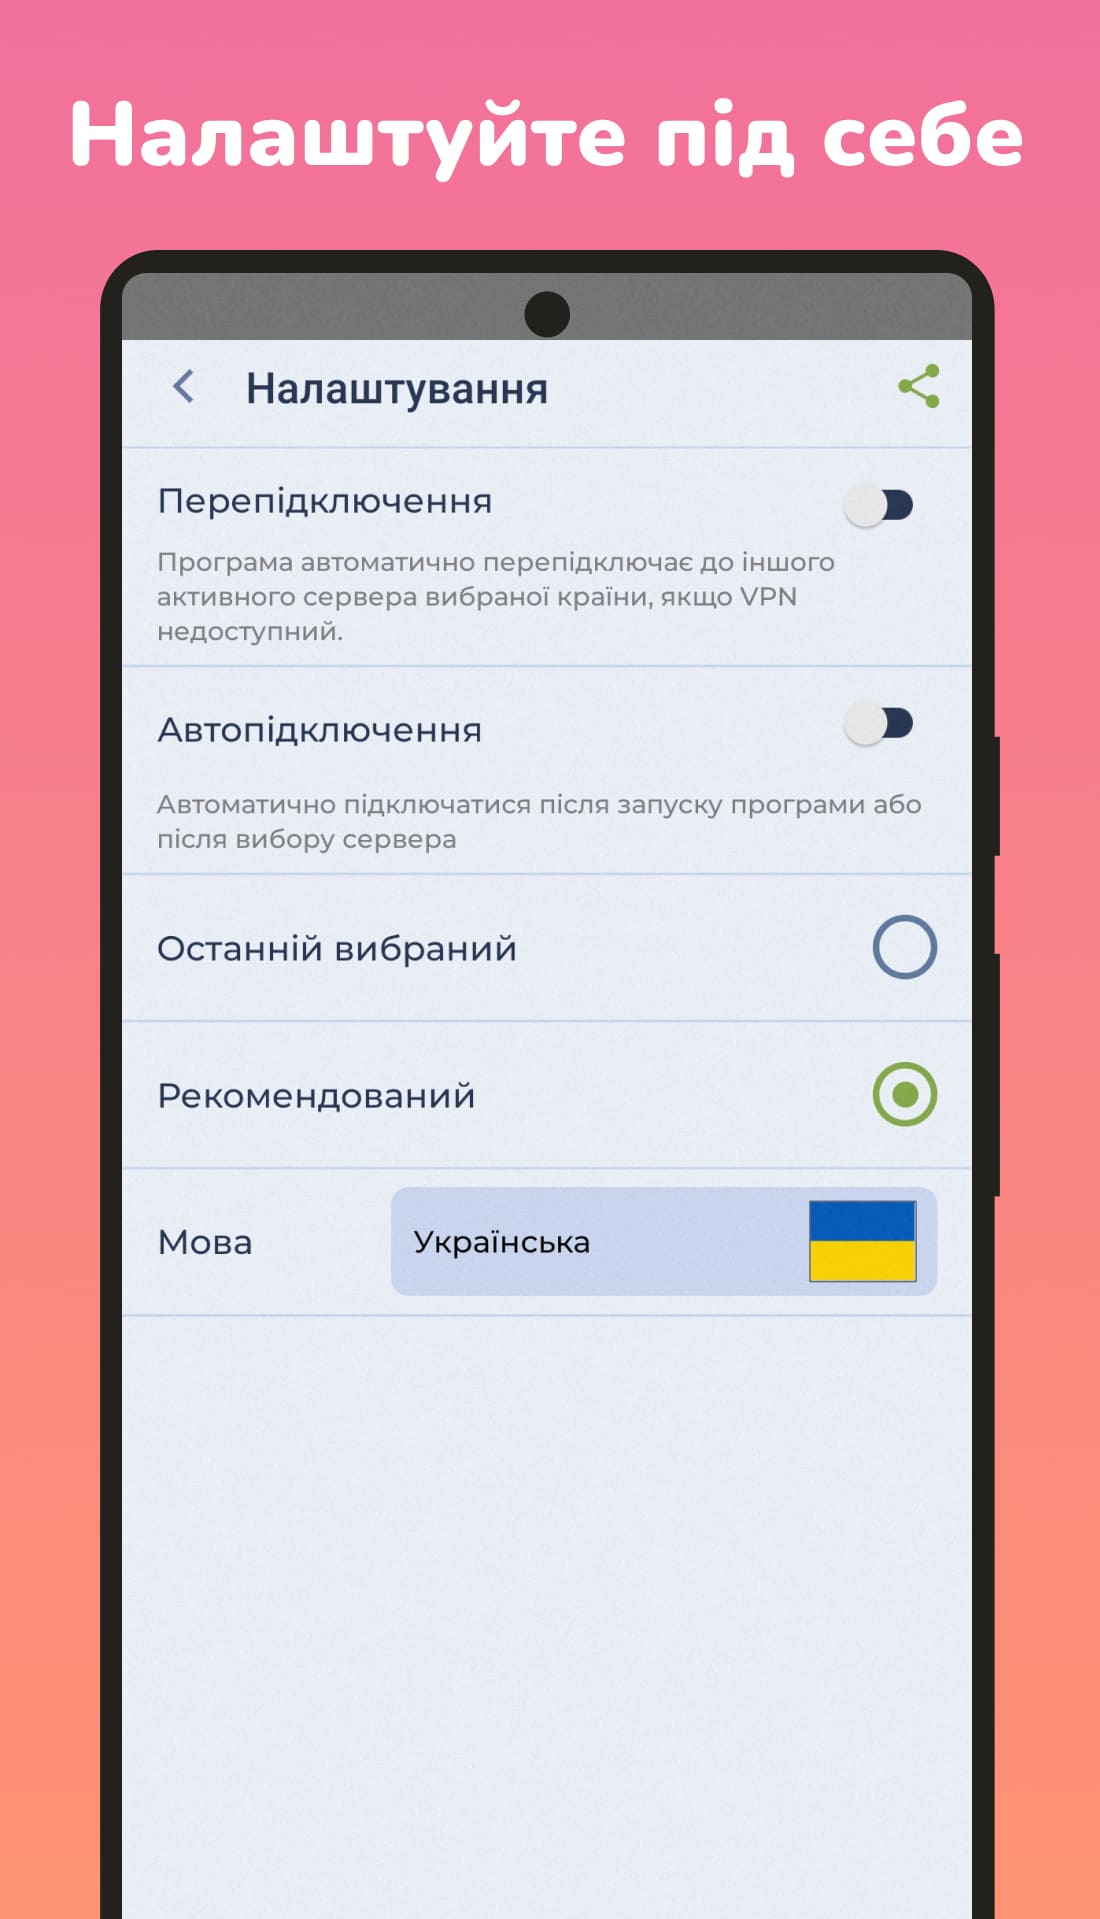 Налаштуйте під себе
Налаштування
Перепідключення
Програма автоматично перепідключає до іншого
активного сервера вибраної країни, якщо VPN
недоступний.
Автопідключення
Автоматично підключатися після запуску програми або
після вибору сервера
Останній вибраний
Рекомендований
Мова
Українська